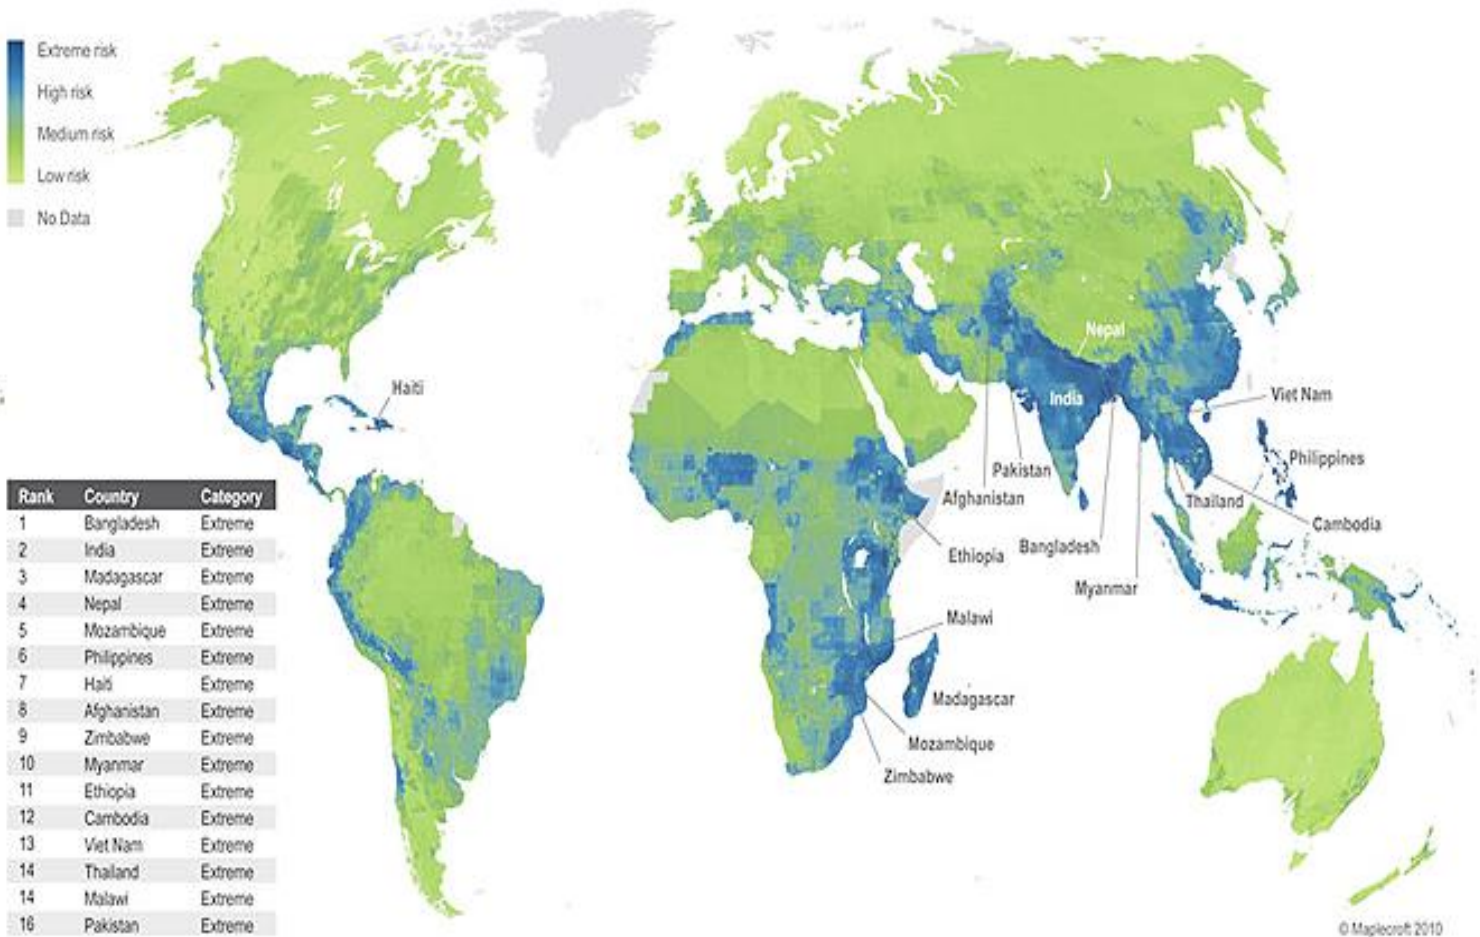 Extreme risk
High risk
Medium risk
Low risk
No Data
Nepal
Haiti
India
Viet Nam
Philippines
Pakistan
Afghanistan
Thailand
Cambodia
Ethiopia
Bangladesh
Myanmar
Malawi
Madagascar
Mozambique
Zimbabwe
Rank Country Category
1 Bangladesh Extreme
2 India Extreme
3 Madagascar Extreme
4 Nepal Extreme
5 Mozambique Extreme
6 Philippines Extreme
7 Haiti Extreme
8 Afghanistan Extreme
9 Zimbabwe Extreme
10 Myanmar Extreme
11 Ethiopia Extreme
12 Cambodia Extreme
13 Viet Nam Extreme
14 Thailand Extreme
14 Malawi Extreme
16 Pakistan Extreme
© Maplecroft 2010